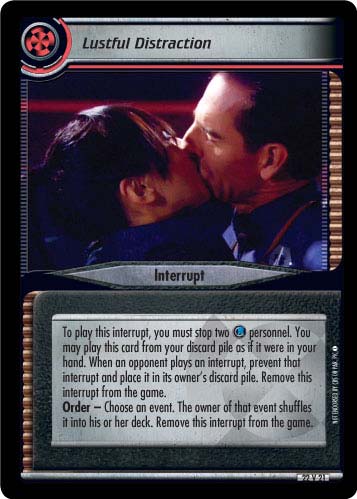 Lustful Distraction
Interrupt
To play this interrupt, you must stop two personnel. You
may play this card from your discard pile as if it were in your
hand. When an opponent plays an interrupt, prevent that
interrupt and place it in its owner's discard pile. Remove this
interrupt from the game.
Order – Choose an event. The owner of that event shuffles
it into his or her deck. Remove this interrupt from the game.
22 V 21